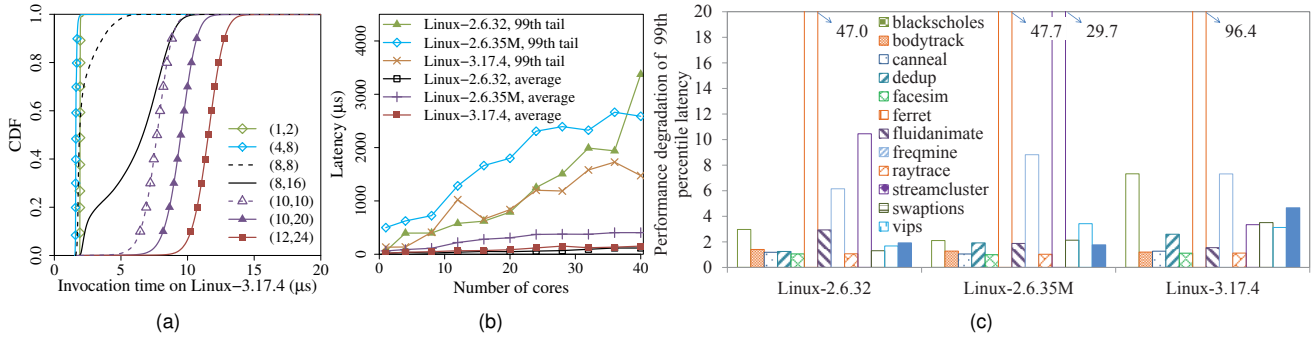 1.0
0.8
0.6
0.4
0.2
0.0
CDF
(1,2)
(4,8)
(8,8)
(8,16)
(10,10)
(10,20)
(12,24)
0
5
10
15
20
Invocation time on Linux−3.17.4 (µs)
(a)
4000
3000
2000
1000
0
Latency (µs)
Linux−2.6.32, 99th tail
Linux−2.6.35M, 99th tail
Linux−3.17.4, 99th tail
Linux−2.6.32, average
Linux−2.6.35M, average
Linux−3.17.4, average
0
10
20
30
40
Number of cores
(b)
Performance degradation of 99th
percentile latency
20
18
16
14
12
10
8
6
4
2
0
47.0
47.7
29.7
96.4
blackscholes
bodytrack
canneal
dedup
facesim
ferret
fluidanimate
freqmine
raytrace
streamcluster
swaptions
vips
Linux-2.6.32
Linux-2.6.35M
Linux-3.17.4
(c)